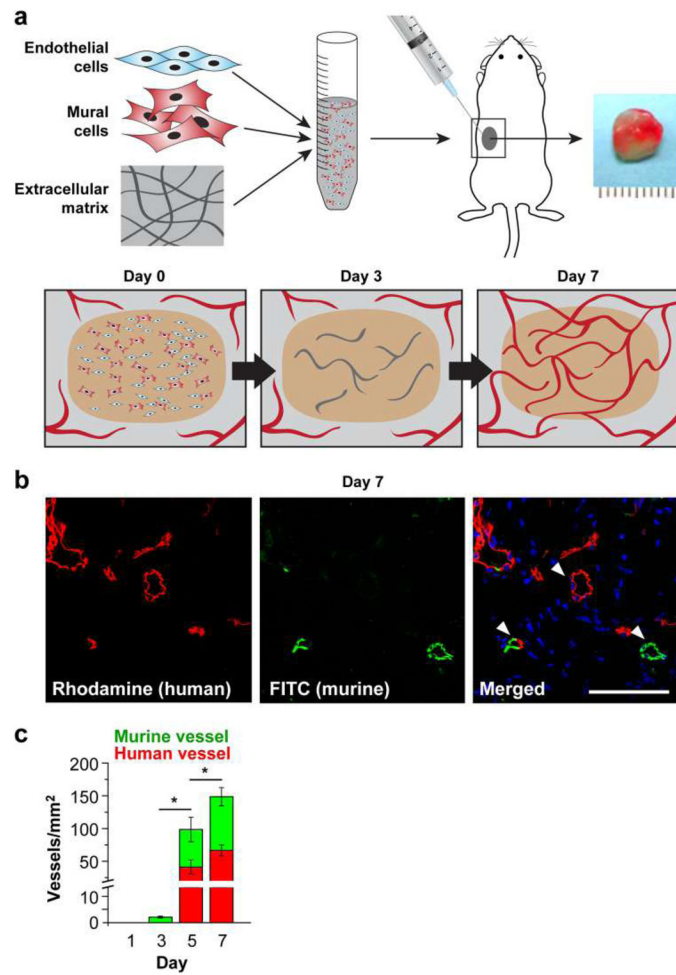 a
Endothelial
cells
Mural
cells
Extracellular
matrix
Day 0
Day 3
Day 7
b
Day 7
Rhodamine (human)
FITC (murine)
Merged
c
Murine vessel
Human vessel
Vessels/mm²
200
150
100
50
10
0
* *
1 3 5 7
Day